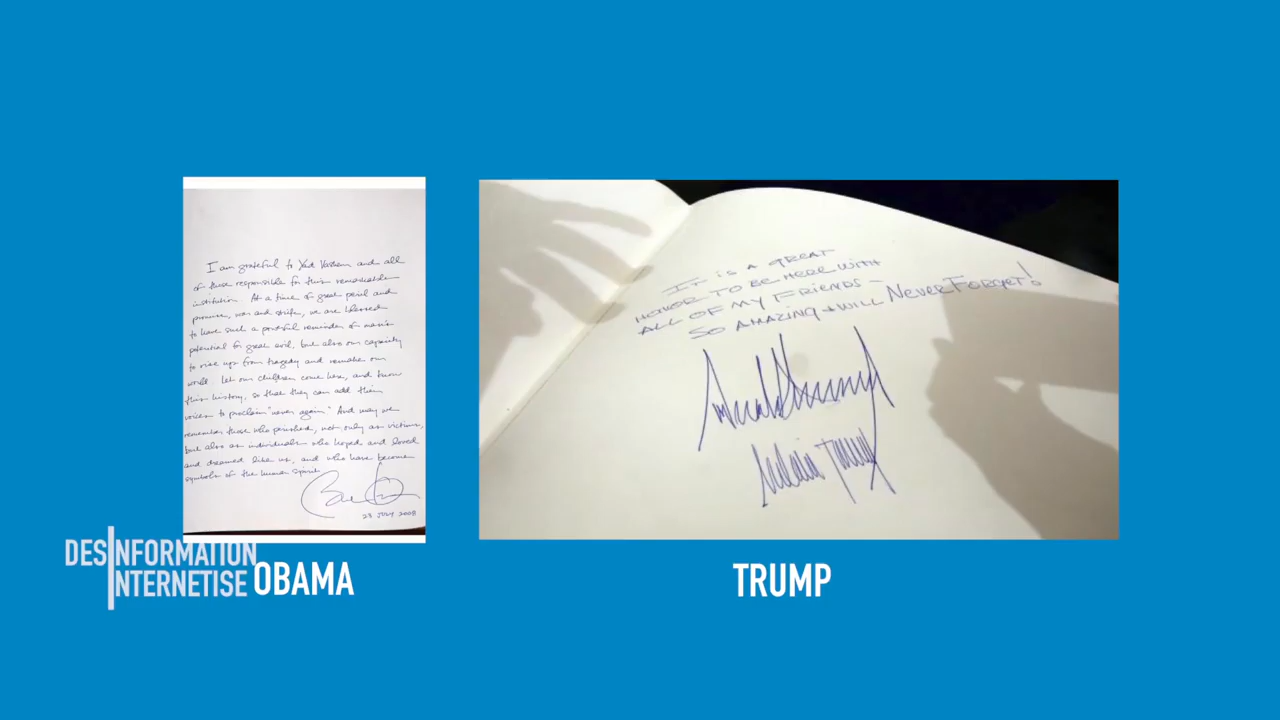 I am grateful to Yad Vashem and all
of those responsible for this remarkable
institution. At a time of great peril and
promise, war and strife, we are blessed
to have such a powerful reminder of man's
potential for great evil, but also our capacity
to rise up from tragedy and remake our
world. Let our children come here, and know
this history, so that they can add their
voices to proclaim "never again." And may we
remember those who perished, not only as victims,
but also as individuals who hoped and loved
and dreamed like us, and who have become
symbols of the human spirit.
23 JULY 2008
IT IS A GREAT
HONOR TO BE HERE WITH
ALL OF MY FRIENDS -
SO AMAZING + WILL NEVER FORGET!
DESINFORMATION
INTERNETISE
OBAMA
TRUMP